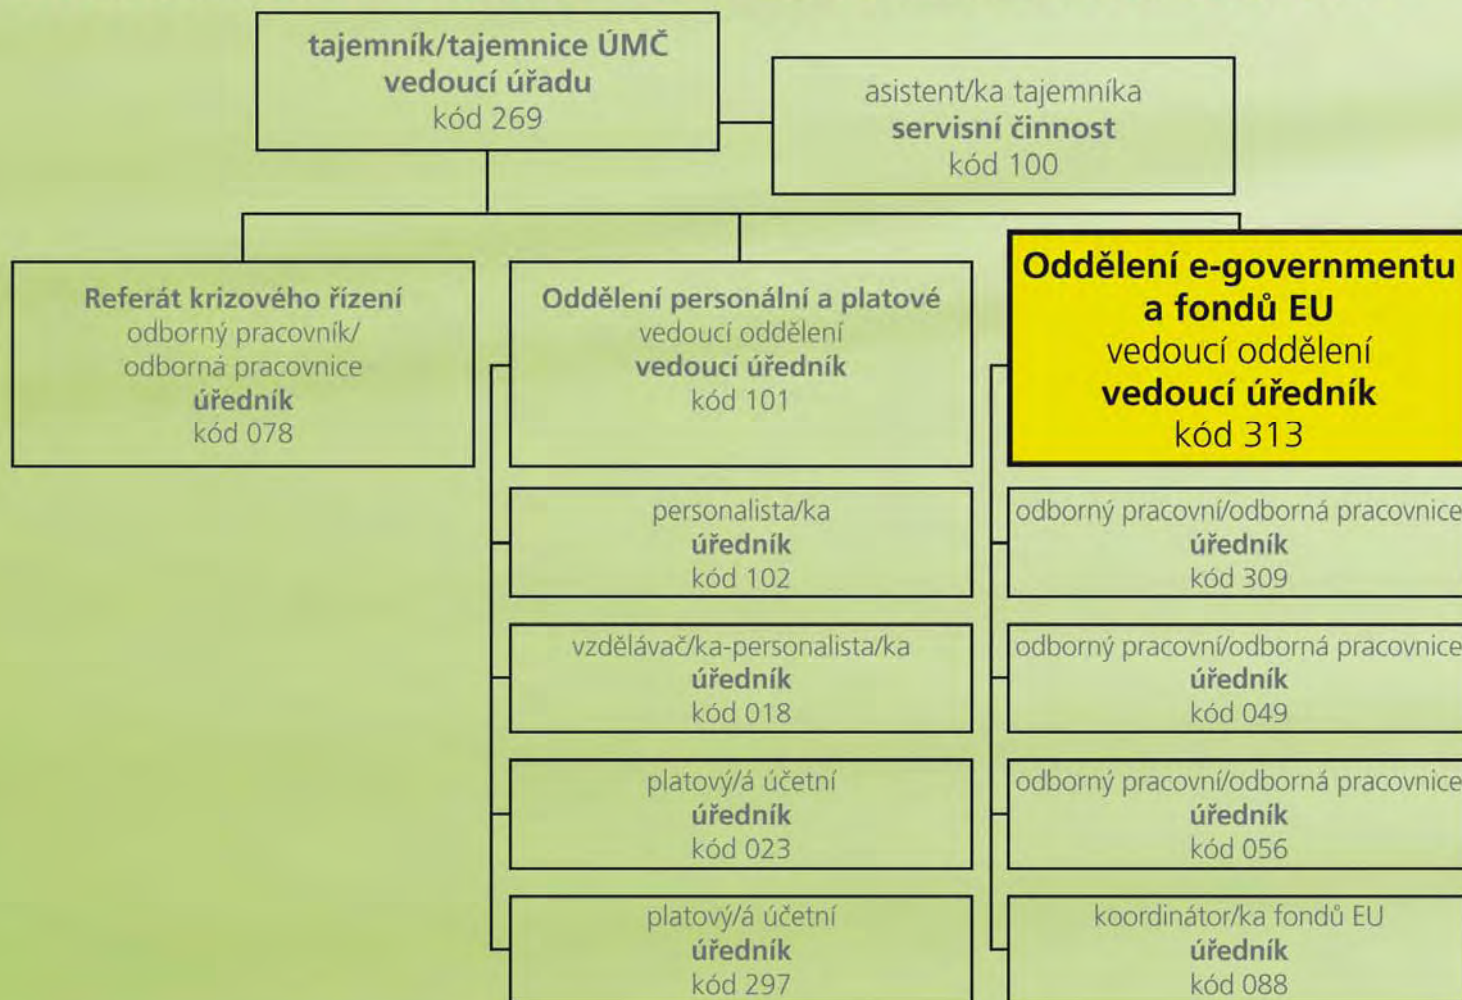 tajemník/tajemnice ÚMČ
vedoucí úřadu
kód 269
asistent/ka tajemníka
servisní činnost
kód 100
Referát krizového řízení
odborný pracovník/
odborná pracovnice
úředník
kód 078
Oddělení personální a platové
vedoucí oddělení
vedoucí úředník
kód 101
personalista/ka
úředník
kód 102
vzdělávač/ka-personalista/ka
úředník
kód 018
platový/á účetní
úředník
kód 023
platový/á účetní
úředník
kód 297
Oddělení e-governmentu
a fondů EU
vedoucí oddělení
vedoucí úředník
kód 313
odborný pracovní/odborná pracovnice
úředník
kód 309
odborný pracovní/odborná pracovnice
úředník
kód 049
odborný pracovní/odborná pracovnice
úředník
kód 056
koordinátor/ka fondů EU
úředník
kód 088